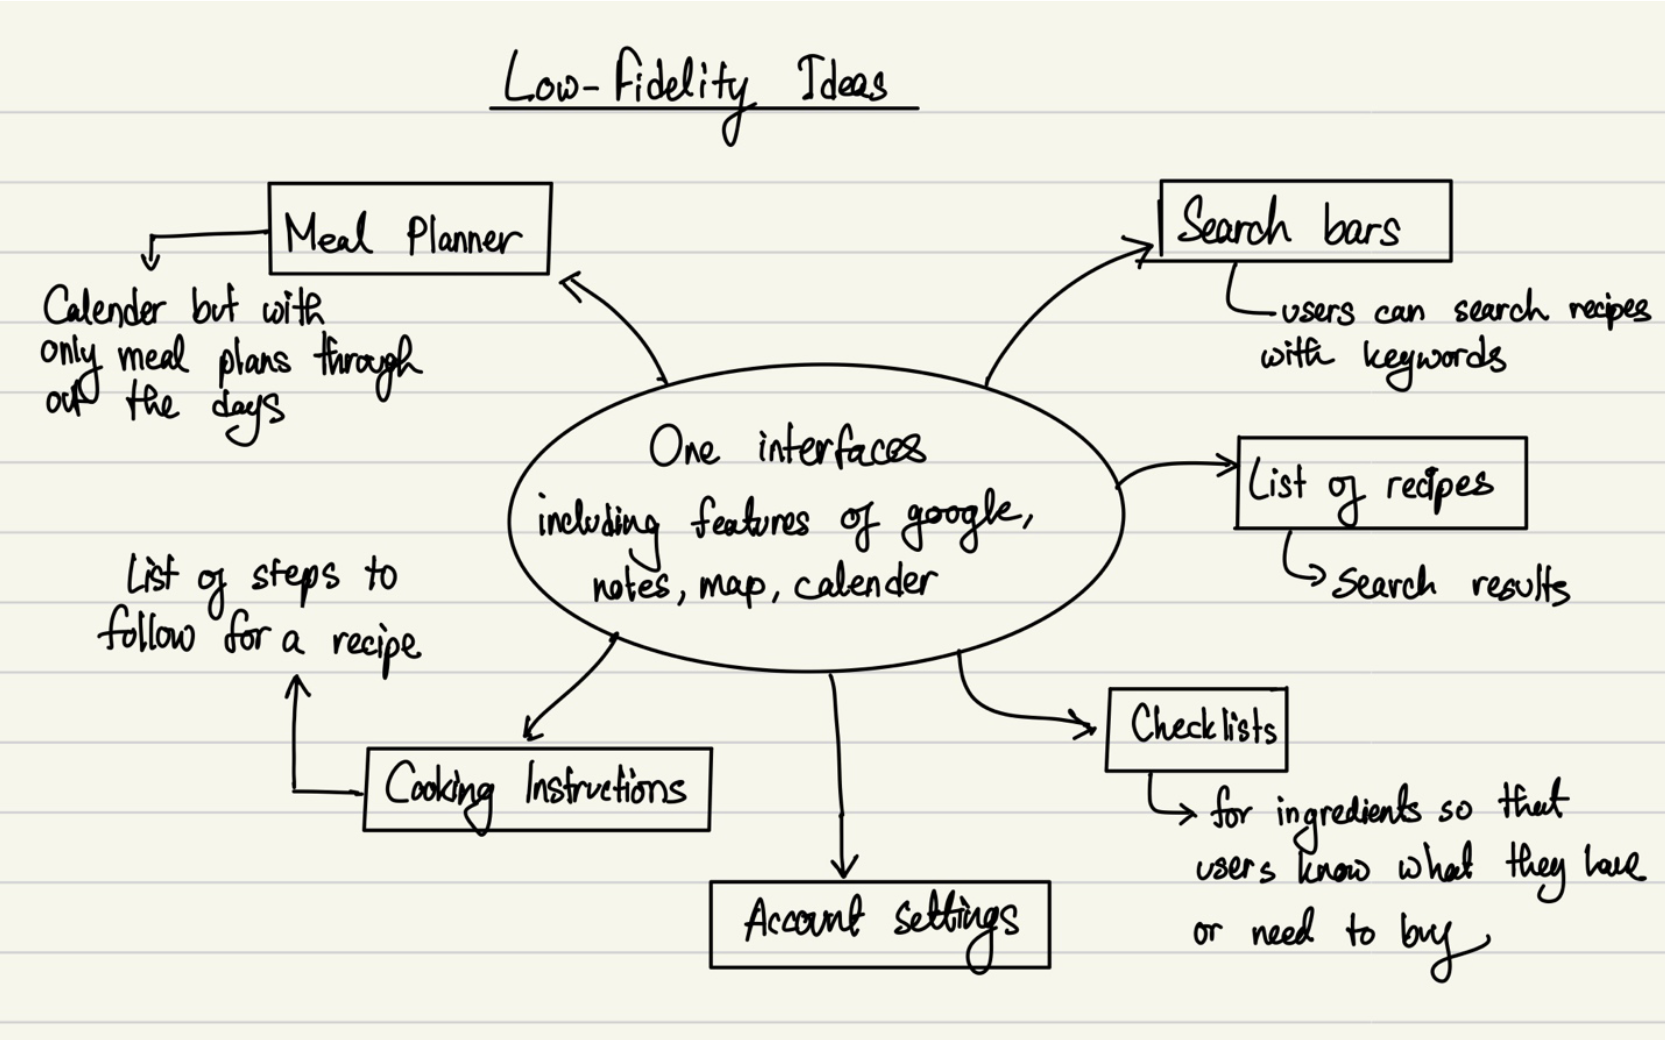 Low-Fidelity Ideas
Meal Planner
Calender but with
only meal plans through
out the days
Search bars
users can search recipes
with keywords
One interfaces
including features of google,
notes, map, calender
List of recipes
Search results
List of steps to
follow for a recipe
Cooking Instructions
Checklists
for ingredients so that
users know what they have
or need to buy
Account settings